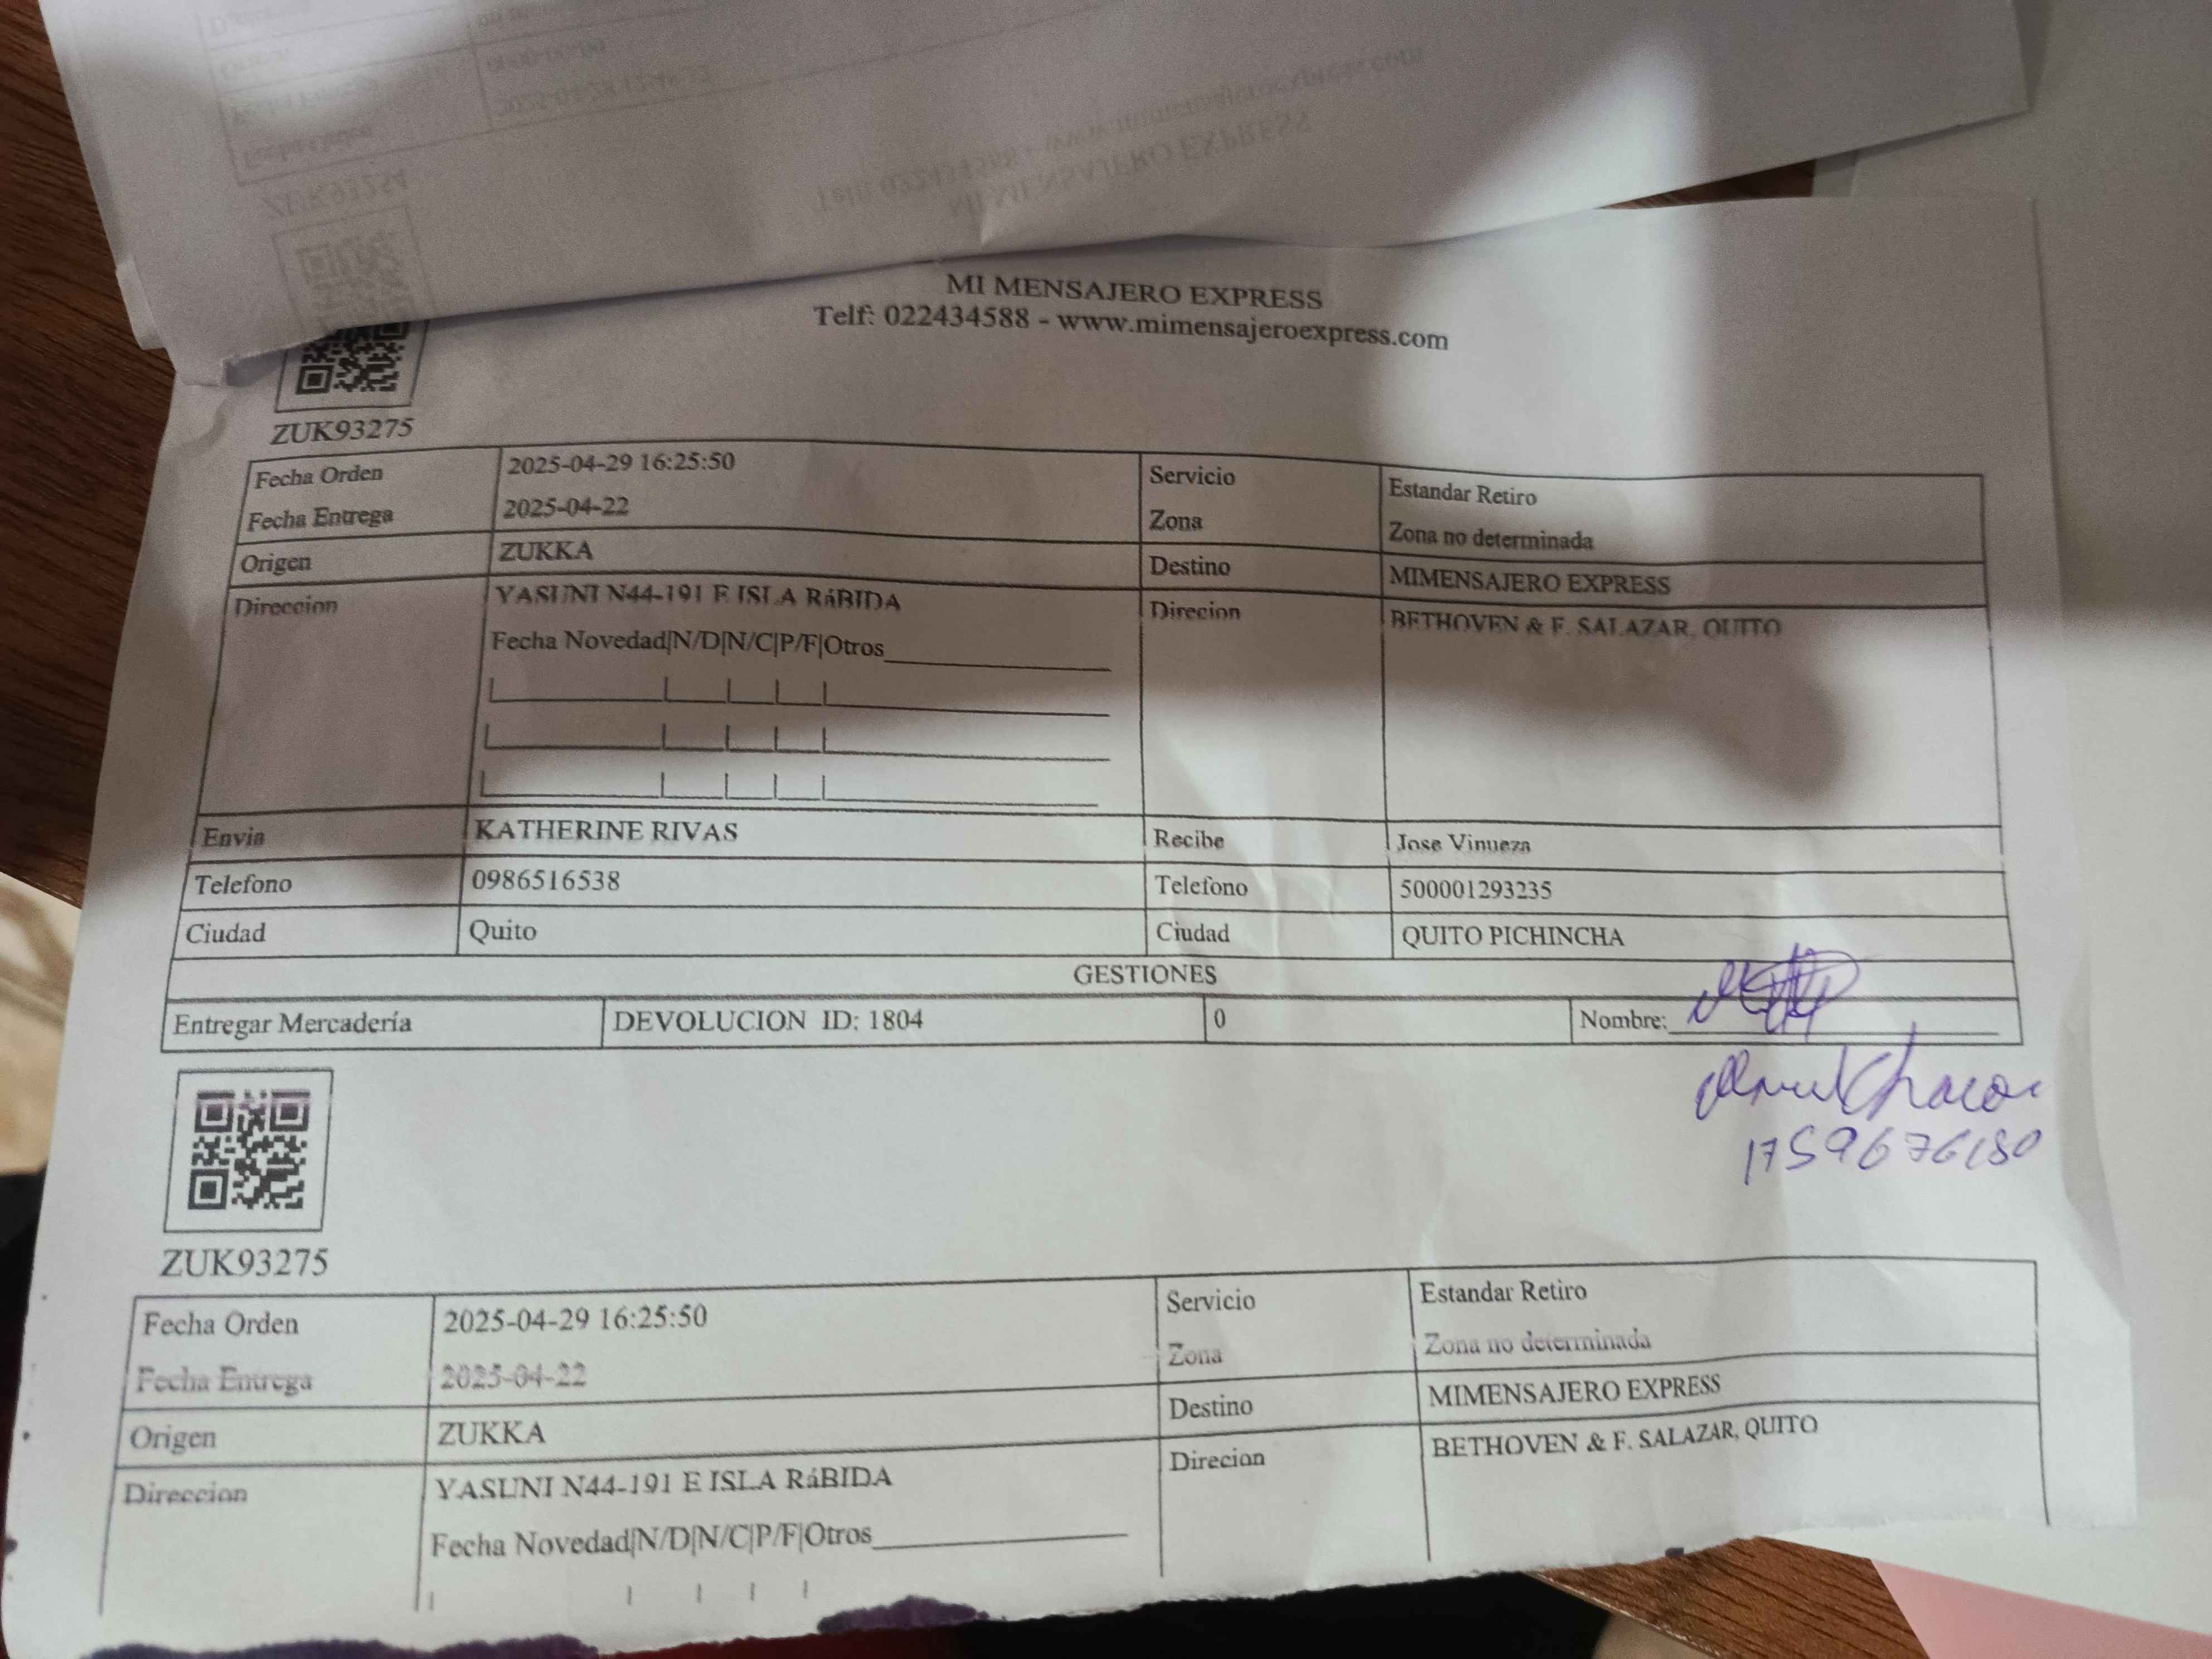 MI MENSAJERO EXPRESS
Telf: 022434588 - www.mimensajeroexpress.com
ZUK93275
Fecha Orden 2025-04-29 16:25:50 Servicio Estandar Retiro
Fecha Entrega 2025-04-22 Zona Zona no determinada
Origen ZUKKA Destino MIMENSAJERO EXPRESS
Direccion YASUNI N44-191 E ISLA RáBIDA Direcion BETHOVEN & F. SALAZAR, QUITO
Fecha Novedad|N/D|N/C|P/F|Otros
Envia KATHERINE RIVAS Recibe Jose Vinueza
Telefono 0986516538 Telefono 500001293235
Ciudad Quito Ciudad QUITO PICHINCHA
GESTIONES
Entregar Mercadería DEVOLUCION ID: 1804 0 Nombre:
1759676180
ZUK93275
Fecha Orden 2025-04-29 16:25:50 Servicio Estandar Retiro
Fecha Entrega 2025-04-22 Zona Zona no determinada
Origen ZUKKA Destino MIMENSAJERO EXPRESS
Direccion YASUNI N44-191 E ISLA RáBIDA Direcion BETHOVEN & F. SALAZAR, QUITO
Fecha Novedad|N/D|N/C|P/F|Otros